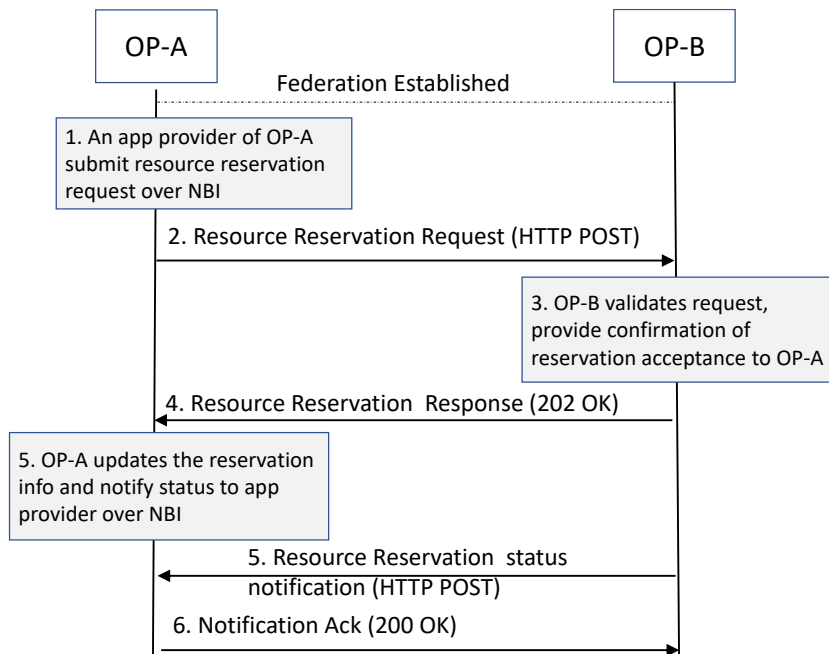 OP-A
OP-B
Federation Established
1. An app provider of OP-A
submit resource reservation
request over NBI
2. Resource Reservation Request (HTTP POST)
3. OP-B validates request,
provide confirmation of
reservation acceptance to OP-A
4. Resource Reservation Response (202 OK)
5. OP-A updates the reservation
info and notify status to app
provider over NBI
5. Resource Reservation status
notification (HTTP POST)
6. Notification Ack (200 OK)